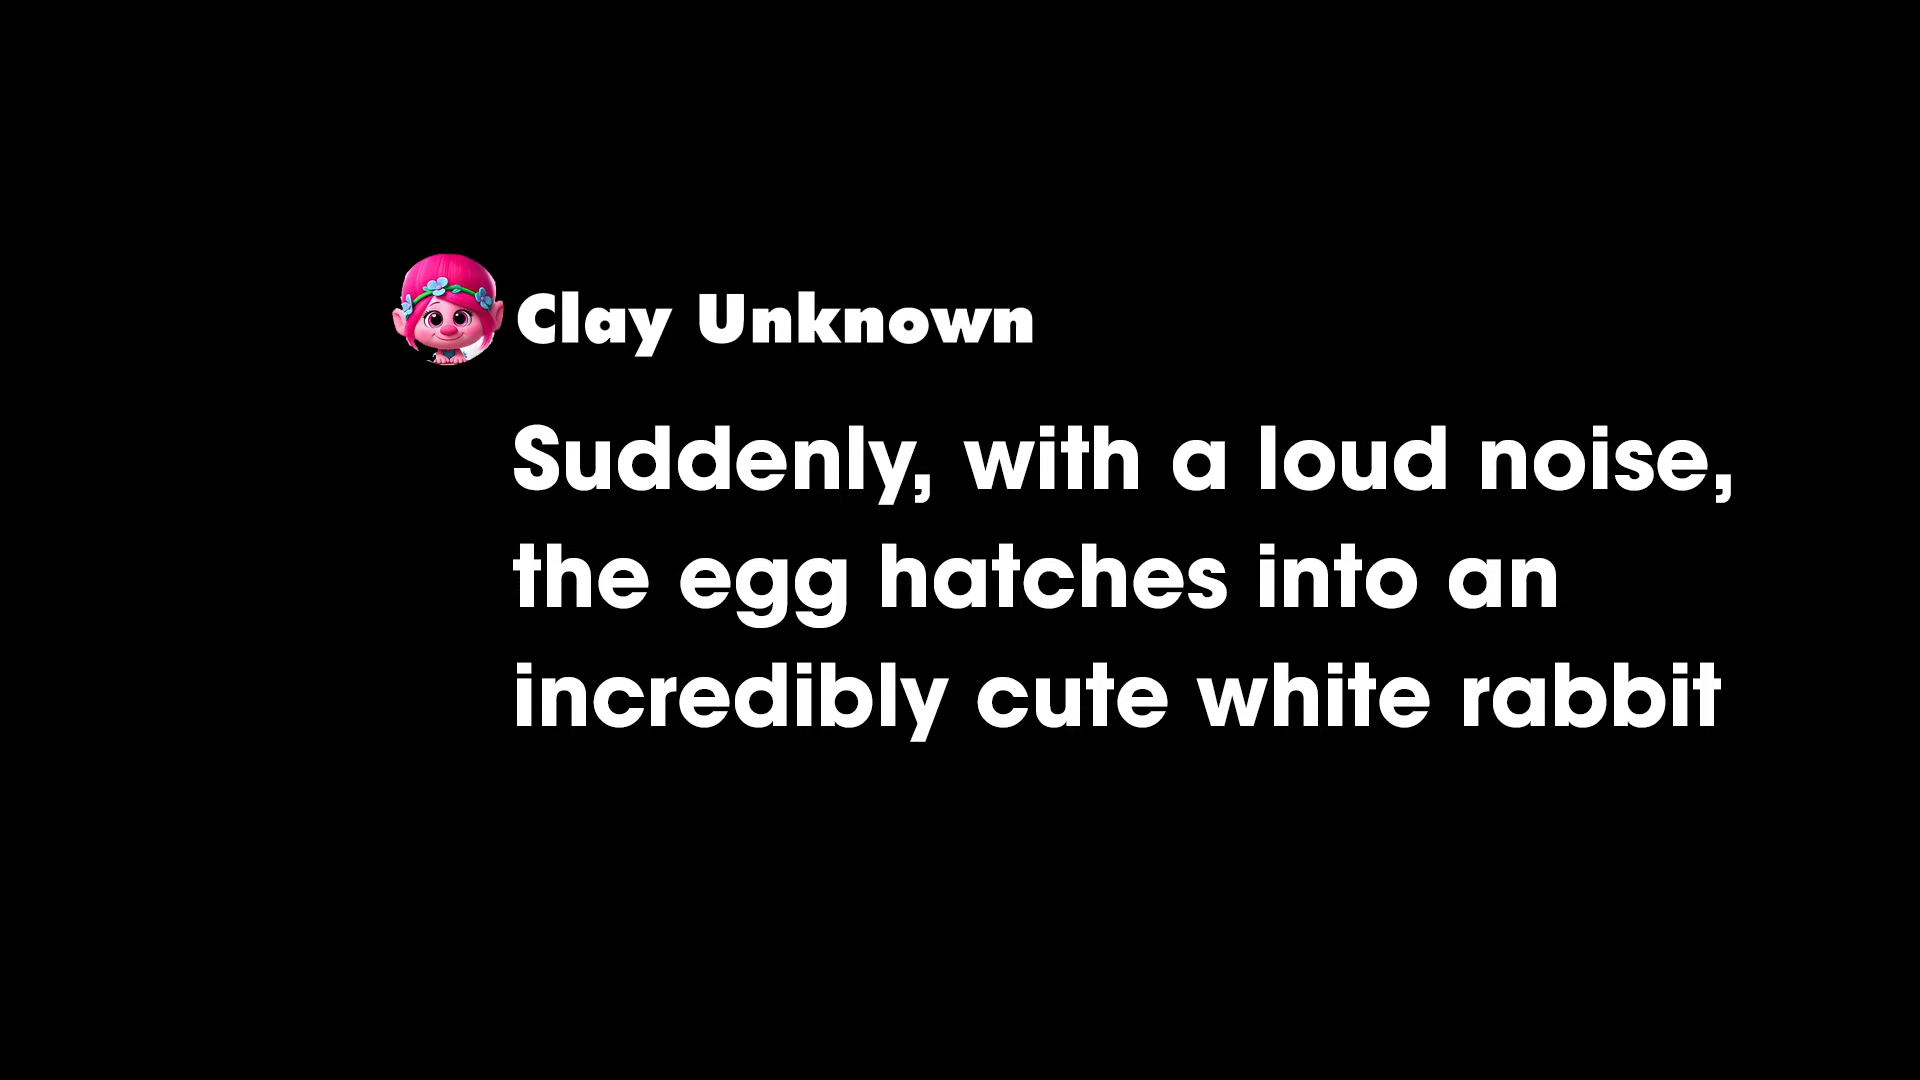 Clay Unknown
Suddenly, with a loud noise,
the egg hatches into an
incredibly cute white rabbit